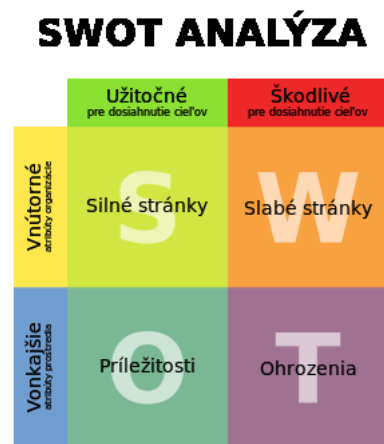 SWOT ANALÝZA
Užitočné
pre dosiahnutie cieľov
Škodlivé
pre dosiahnutie cieľov
Vnútorné
atribúty organizácie
S
Silné stránky
W
Slabé stránky
Vonkajšie
atribúty prostredia
O
Príležitosti
T
Ohrozenia